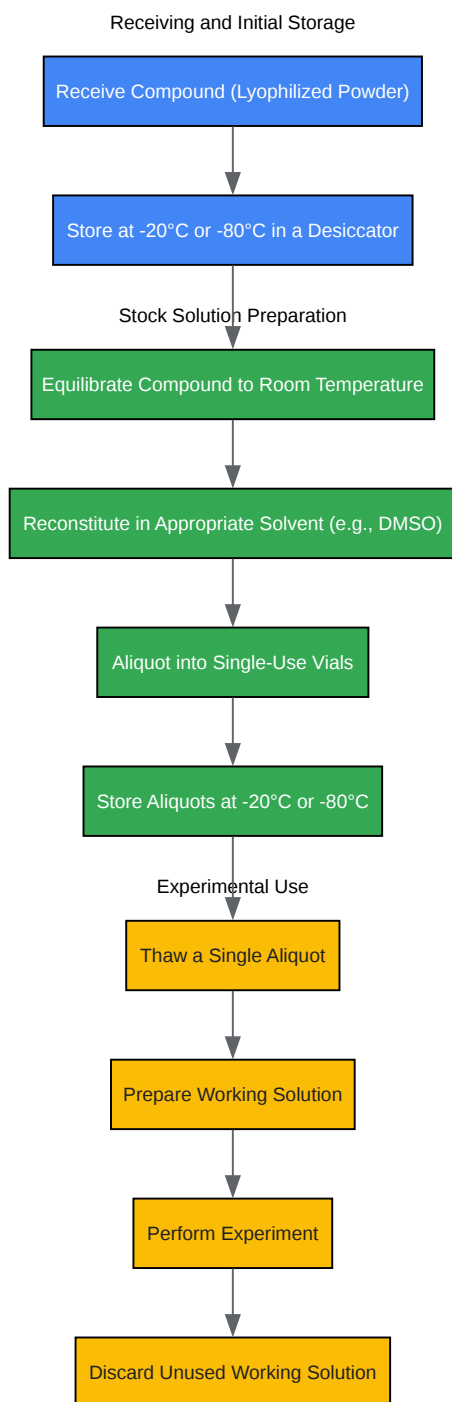 Receiving and Initial Storage
Receive Compound (Lyophilized Powder)
Store at -20°C or -80°C in a Desiccator
Stock Solution Preparation
Equilibrate Compound to Room Temperature
Reconstitute in Appropriate Solvent (e.g., DMSO)
Aliquot into Single-Use Vials
Store Aliquots at -20°C or -80°C
Experimental Use
Thaw a Single Aliquot
Prepare Working Solution
Perform Experiment
Discard Unused Working Solution